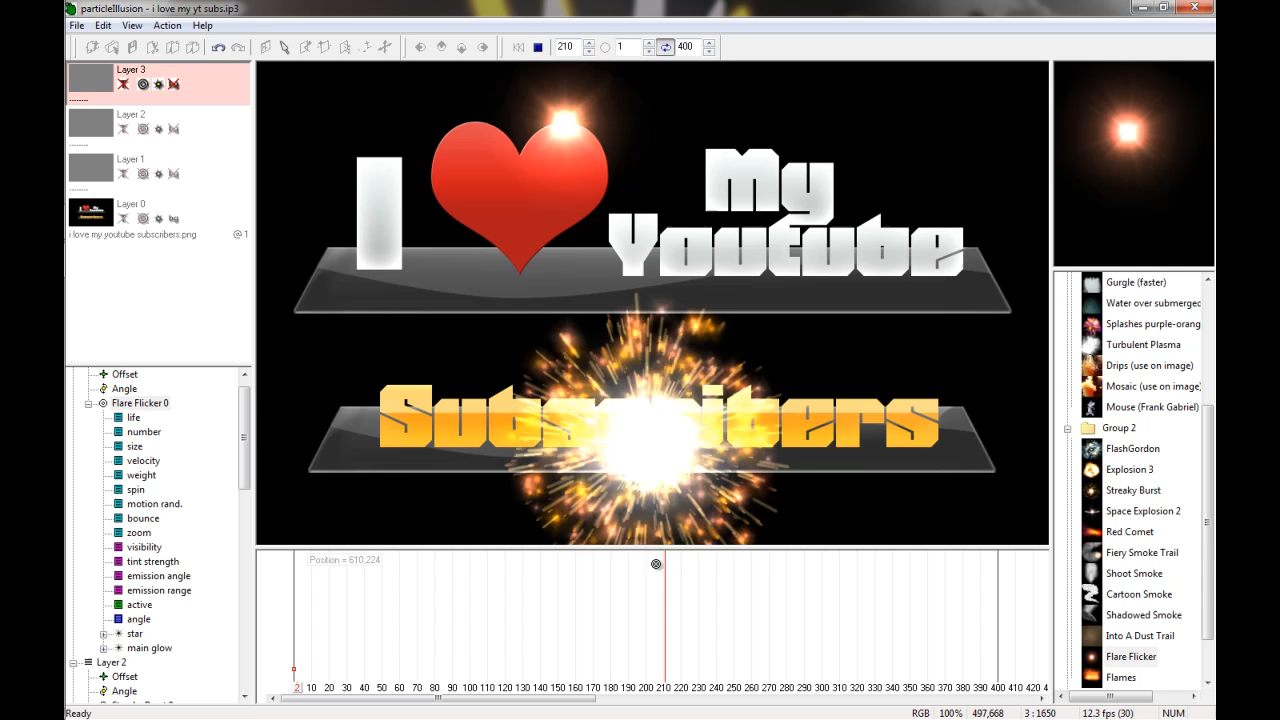 particleIllusion - i love my yt subs.ip3
File Edit View Action Help
210 1 400
Layer 3
Layer 2
Layer 1
Layer 0
i love my youtube subscribers.png @ 1
I My
Youtube
Subscribers
Offset
Angle
Flare Flicker 0
life
number
size
velocity
weight
spin
motion rand.
bounce
zoom
visibility
tint strength
emission angle
emission range
active
angle
star
main glow
Layer 2
Offset
Angle
Position = 610,224
2 10 20 30 40 50 60 70 80 90 100 110 120 130 140 150 160 170 180 190 200 210 220 230 240 250 260 270 280 290 300 310 320 330 340 350 360 370 380 390 400 410 420 4
Gurgle (faster)
Water over submerged
Splashes purple-orang
Turbulent Plasma
Drips (use on image)
Mosaic (use on image)
Mouse (Frank Gabriel)
Group 2
FlashGordon
Explosion 3
Streaky Burst
Space Explosion 2
Red Comet
Fiery Smoke Trail
Shoot Smoke
Cartoon Smoke
Shadowed Smoke
Into A Dust Trail
Flare Flicker
Flames
Ready RGB 100% 497,668 3 : 1650 12.3 fps (30) NUM